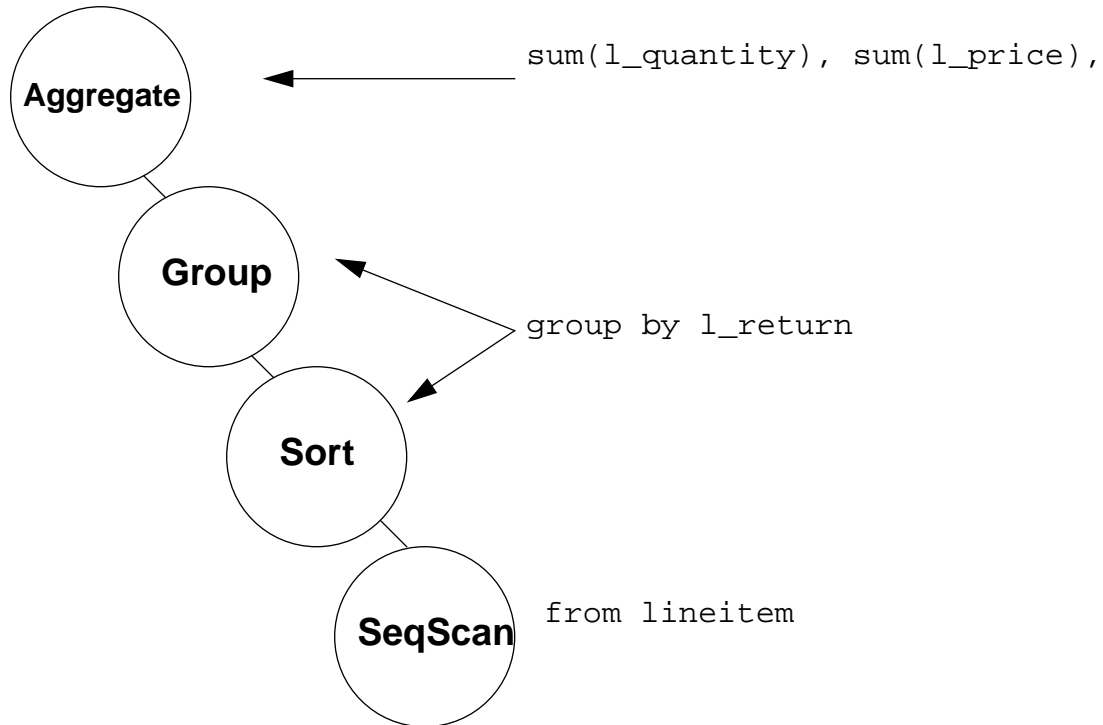 sum(l_quantity), sum(l_price),
Aggregate
Group
group by l_return
Sort
from lineitem
SeqScan